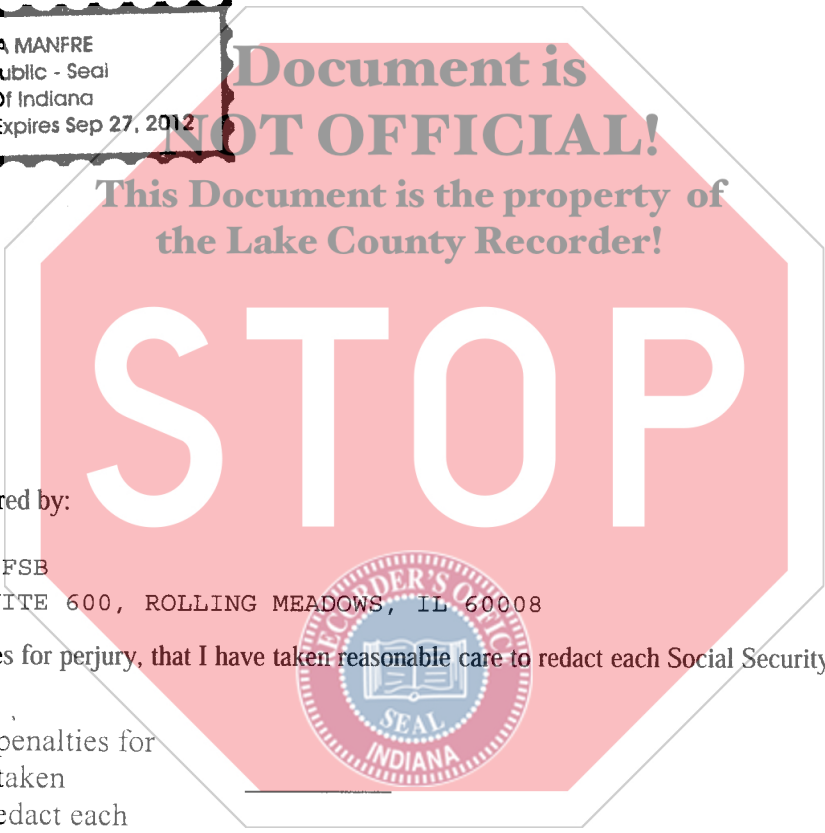 A MANFRE
ublic - Seal
Of Indiana
Expires Sep 27, 2012
Document is
NOT OFFICIAL!
This Document is the property of
the Lake County Recorder!
STOP
red by:
FSB
ITE 600, ROLLING MEADOWS, IL 60008
es for perjury, that I have taken reasonable care to redact each Social Security
penalties for
taken
edact each
RECORDER'S OFFIC
SEAL
INDIANA